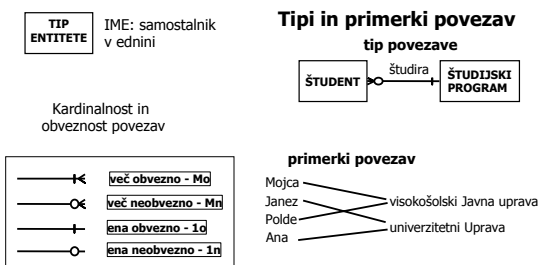 TIP
ENTITETE
IME: samostalnik
v ednini
Tipi in primerki povezav
tip povezave
ŠTUDENT
študira
ŠTUDIJSKI
PROGRAM
Kardinalnost in
obveznost povezav
več obvezno - Mo
več neobvezno - Mn
ena obvezno - 1o
ena neobvezno - 1n
primerki povezav
Mojca
Janez
Polde
Ana
visokošolski Javna uprava
univerzitetni Uprava